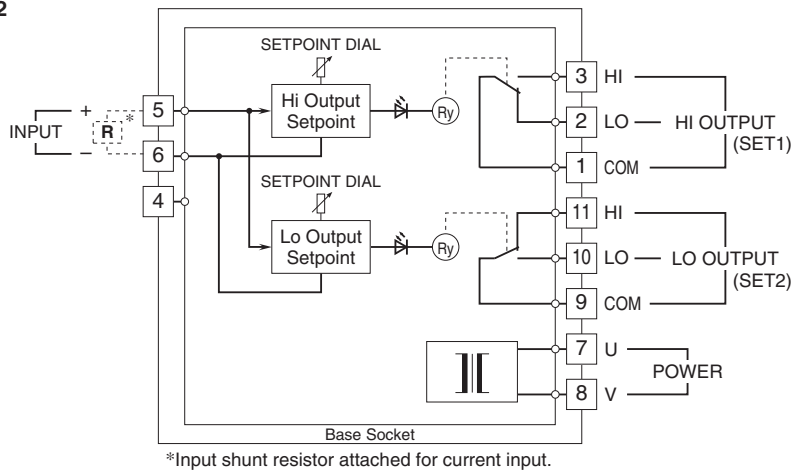 2
SETPOINT DIAL
Hi Output
Setpoint
Ry
INPUT
+
R
*
−
5
6
4
3 HI
2 LO
1 COM
HI OUTPUT
(SET1)
SETPOINT DIAL
Lo Output
Setpoint
Ry
11 HI
10 LO
9 COM
LO OUTPUT
(SET2)
7 U
8 V
POWER
Base Socket
*Input shunt resistor attached for current input.